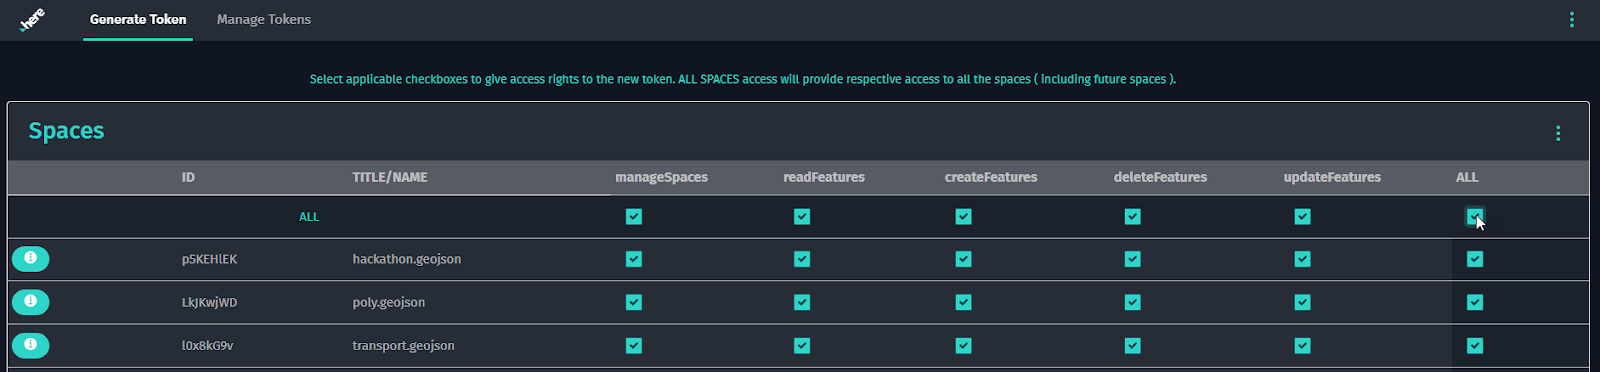 here
Generate Token Manage Tokens
Select applicable checkboxes to give access rights to the new token. ALL SPACES access will provide respective access to all the spaces ( including future spaces ).
Spaces
ID TITLE/NAME manageSpaces readFeatures createFeatures deleteFeatures updateFeatures ALL
ALL
p5KEHlEK hackathon.geojson
LkJKwjWD poly.geojson
l0x8kG9v transport.geojson